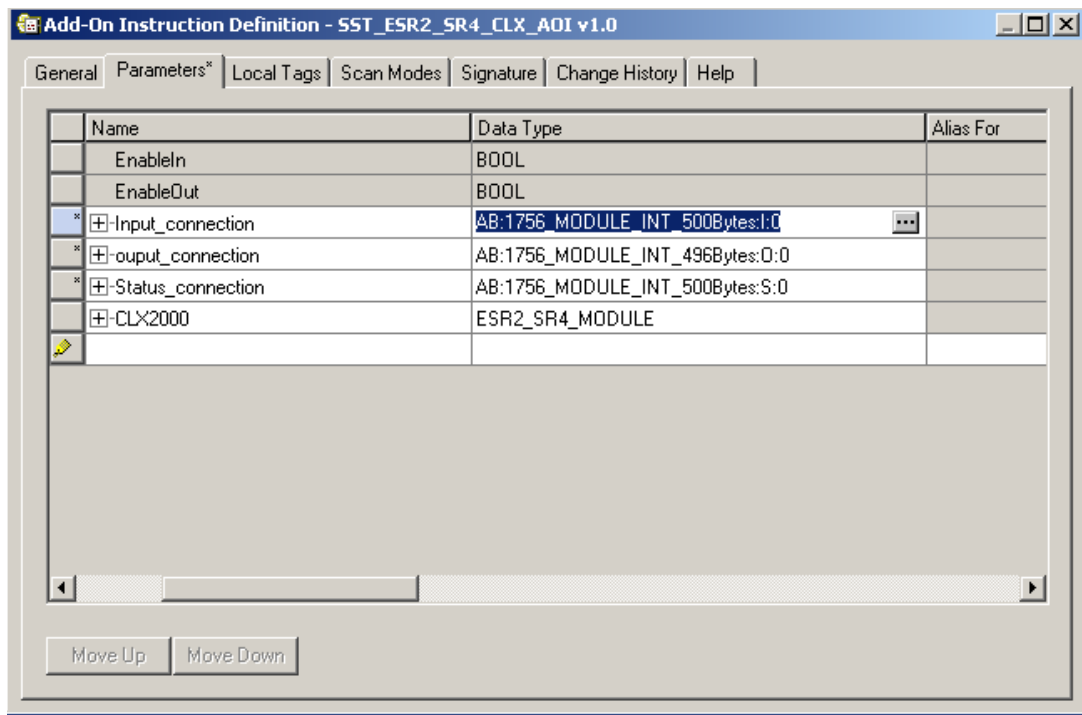 Add-On Instruction Definition - SST_ESR2_SR4_CLX_AOI v1.0
General Parameters* Local Tags Scan Modes Signature Change History Help
Name Data Type Alias For
EnableIn BOOL
EnableOut BOOL
* Input_connection AB:1756_MODULE_INT_500Bytes:I:0 ...
* ouput_connection AB:1756_MODULE_INT_496Bytes:O:0
* Status_connection AB:1756_MODULE_INT_500Bytes:S:0
CLX2000 ESR2_SR4_MODULE
Move Up Move Down